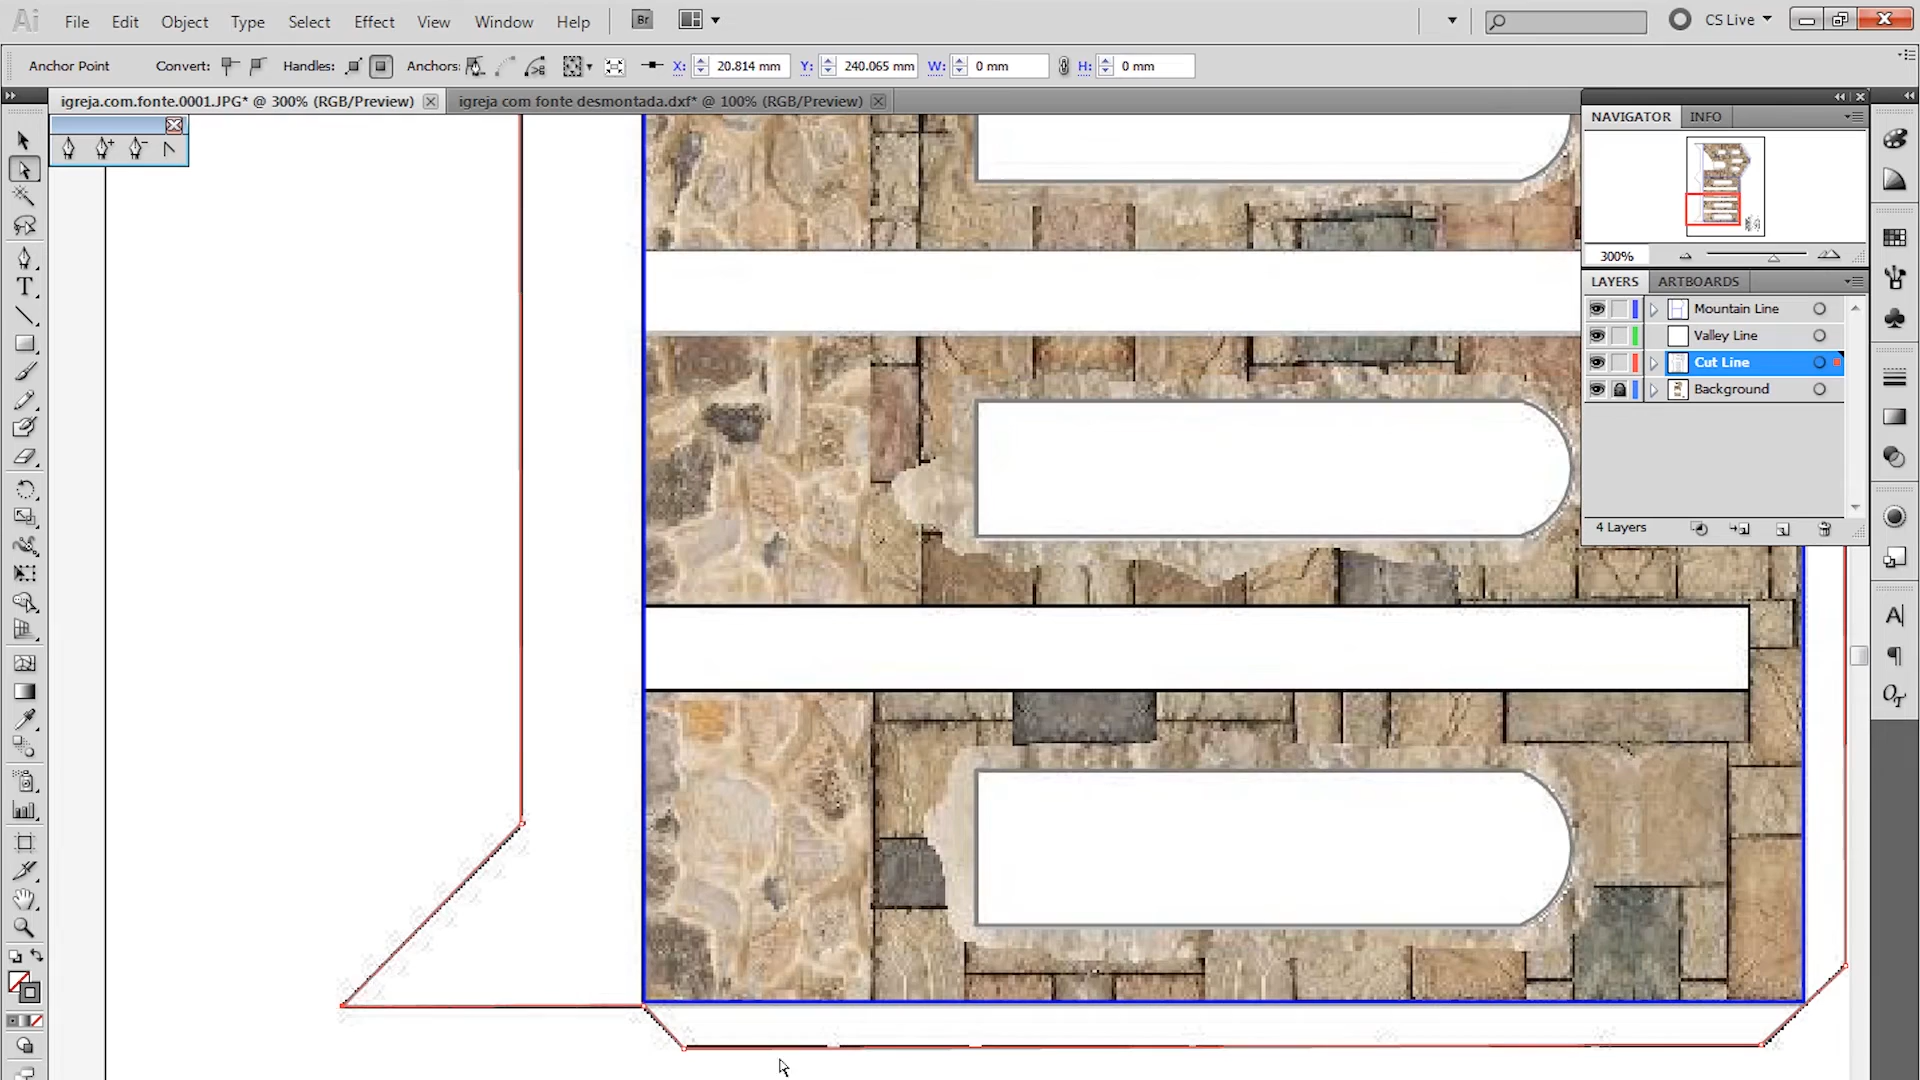 Ai File Edit Object Type Select Effect View Window Help Br CS Live
Anchor Point Convert: Handles: Anchors: X: 20.814 mm Y: 240.065 mm W: 0 mm H: 0 mm
igreja.com.fonte.0001.JPG* @ 300% (RGB/Preview) igreja com fonte desmontada.dxf* @ 100% (RGB/Preview)
NAVIGATOR INFO
300%
LAYERS ARTBOARDS
Mountain Line
Valley Line
Cut Line
Background
4 Layers